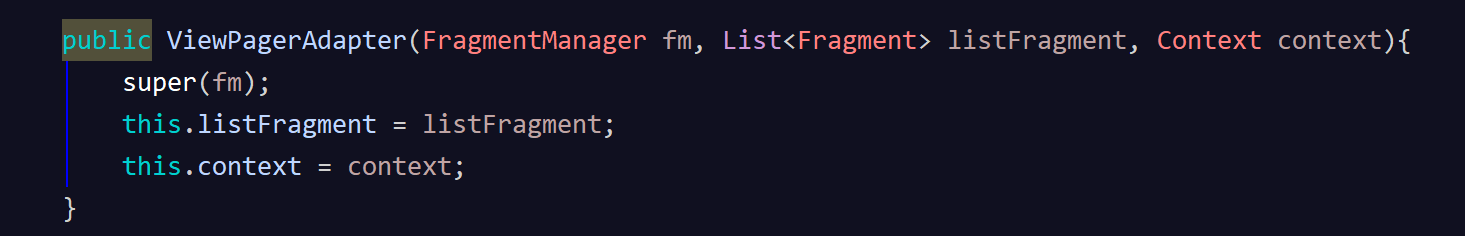 public ViewPagerAdapter(FragmentManager fm, List<Fragment> listFragment, Context context){
super(fm);
this.listFragment = listFragment;
this.context = context;
}